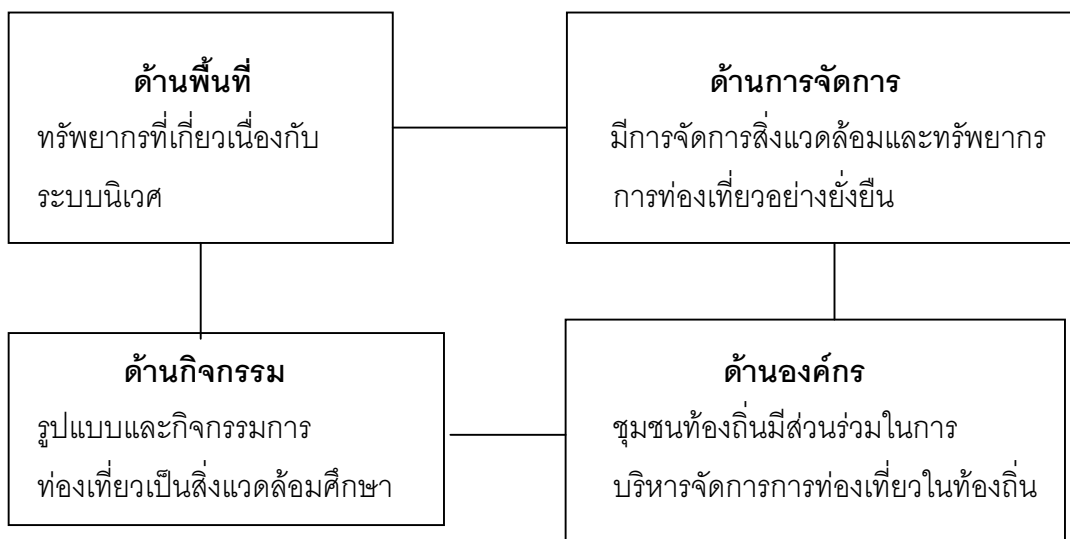 ด้านพื้นที่
ทรัพยากรที่เกี่ยวเนื่องกับ
ระบบนิเวศ
ด้านการจัดการ
มีการจัดการสิ่งแวดล้อมและทรัพยากร
การท่องเที่ยวอย่างยั่งยืน
ด้านกิจกรรม
รูปแบบและกิจกรรมการ
ท่องเที่ยวเป็นสิ่งแวดล้อมศึกษา
ด้านองค์กร
ชุมชนท้องถิ่นมีส่วนร่วมในการ
บริหารจัดการการท่องเที่ยวในท้องถิ่น